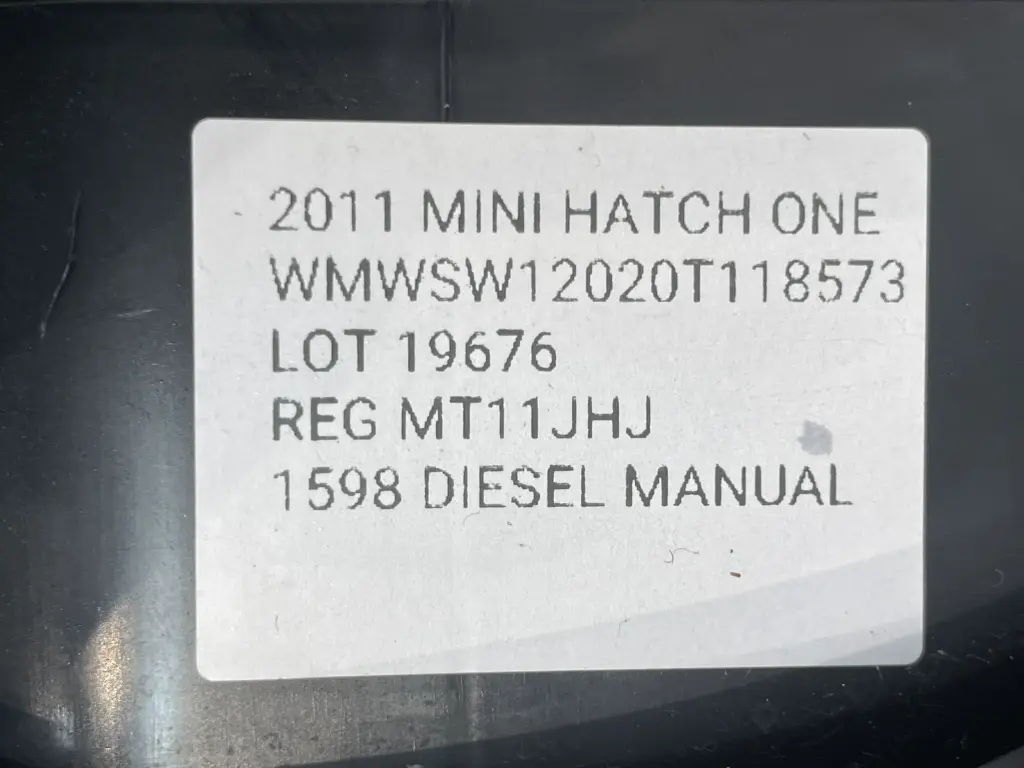 2011 MINI HATCH ONE
WMWSW12020T118573
LOT 19676
REG MT11JHJ
1598 DIESEL MANUAL